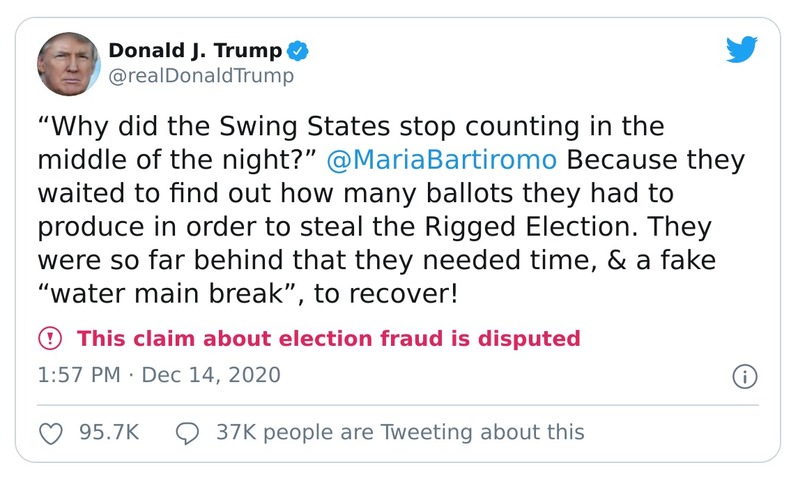 Donald J. Trump
@realDonaldTrump
“Why did the Swing States stop counting in the
middle of the night?” @MariaBartiromo Because they
waited to find out how many ballots they had to
produce in order to steal the Rigged Election. They
were so far behind that they needed time, & a fake
“water main break”, to recover!
This claim about election fraud is disputed
1:57 PM · Dec 14, 2020
95.7K 37K people are Tweeting about this